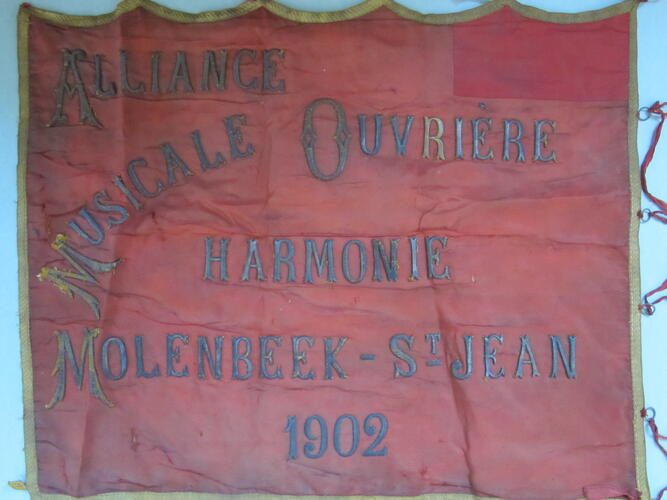 ALLIANCE
MUSICALE OUVRIÈRE
HARMONIE
MOLENBEEK - ST JEAN
1902